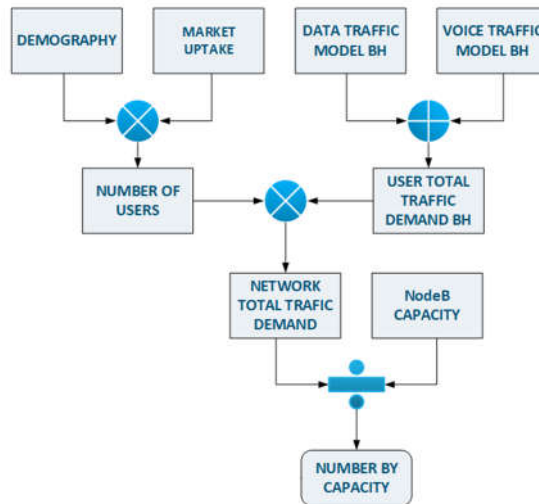 DEMOGRAPHY
MARKET
UPTAKE
DATA TRAFFIC
MODEL BH
VOICE TRAFFIC
MODEL BH
NUMBER OF
USERS
USER TOTAL
TRAFFIC
DEMAND BH
NETWORK
TOTAL TRAFIC
DEMAND
NodeB
CAPACITY
NUMBER BY
CAPACITY